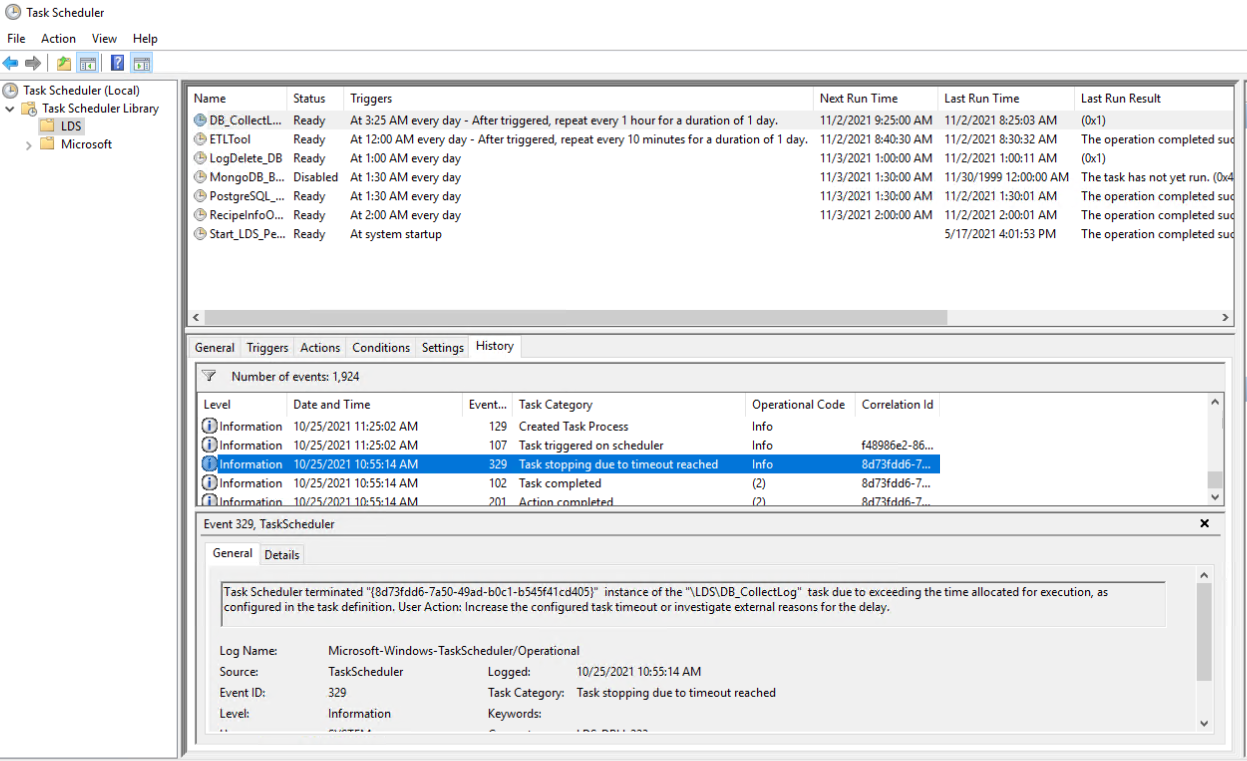 Task Scheduler
File Action View Help
Task Scheduler (Local)
Task Scheduler Library
LDS
Microsoft
Name Status Triggers Next Run Time Last Run Time Last Run Result
DB_CollectL... Ready At 3:25 AM every day - After triggered, repeat every 1 hour for a duration of 1 day. 11/2/2021 9:25:00 AM 11/2/2021 8:25:03 AM (0x1)
ETLTool Ready At 12:00 AM every day - After triggered, repeat every 10 minutes for a duration of 1 day. 11/2/2021 8:40:30 AM 11/2/2021 8:30:32 AM The operation completed suc
LogDelete_DB Ready At 1:00 AM every day 11/3/2021 1:00:00 AM 11/2/2021 1:00:11 AM (0x1)
MongoDB_B... Disabled At 1:30 AM every day 11/3/2021 1:30:00 AM 11/30/1999 12:00:00 AM The task has not yet run. (0x4
PostgreSQL_... Ready At 1:30 AM every day 11/3/2021 1:30:00 AM 11/2/2021 1:30:01 AM The operation completed suc
RecipeInfoO... Ready At 2:00 AM every day 11/3/2021 2:00:00 AM 11/2/2021 2:00:01 AM The operation completed suc
Start_LDS_Pe... Ready At system startup 5/17/2021 4:01:53 PM The operation completed suc
General Triggers Actions Conditions Settings History
Number of events: 1,924
Level Date and Time Event... Task Category Operational Code Correlation Id
Information 10/25/2021 11:25:02 AM 129 Created Task Process Info
Information 10/25/2021 11:25:02 AM 107 Task triggered on scheduler Info f48986e2-86...
Information 10/25/2021 10:55:14 AM 329 Task stopping due to timeout reached Info 8d73fdd6-7...
Information 10/25/2021 10:55:14 AM 102 Task completed (2) 8d73fdd6-7...
Information 10/25/2021 10:55:14 AM 201 Action completed (2) 8d73fdd6-7...
Event 329, TaskScheduler
General Details
Task Scheduler terminated "{8d73fdd6-7a50-49ad-b0c1-b545f41cd405}" instance of the "\LDS\DB_CollectLog" task due to exceeding the time allocated for execution, as
configured in the task definition. User Action: Increase the configured task timeout or investigate external reasons for the delay.
Log Name: Microsoft-Windows-TaskScheduler/Operational
Source: TaskScheduler Logged: 10/25/2021 10:55:14 AM
Event ID: 329 Task Category: Task stopping due to timeout reached
Level: Information Keywords: